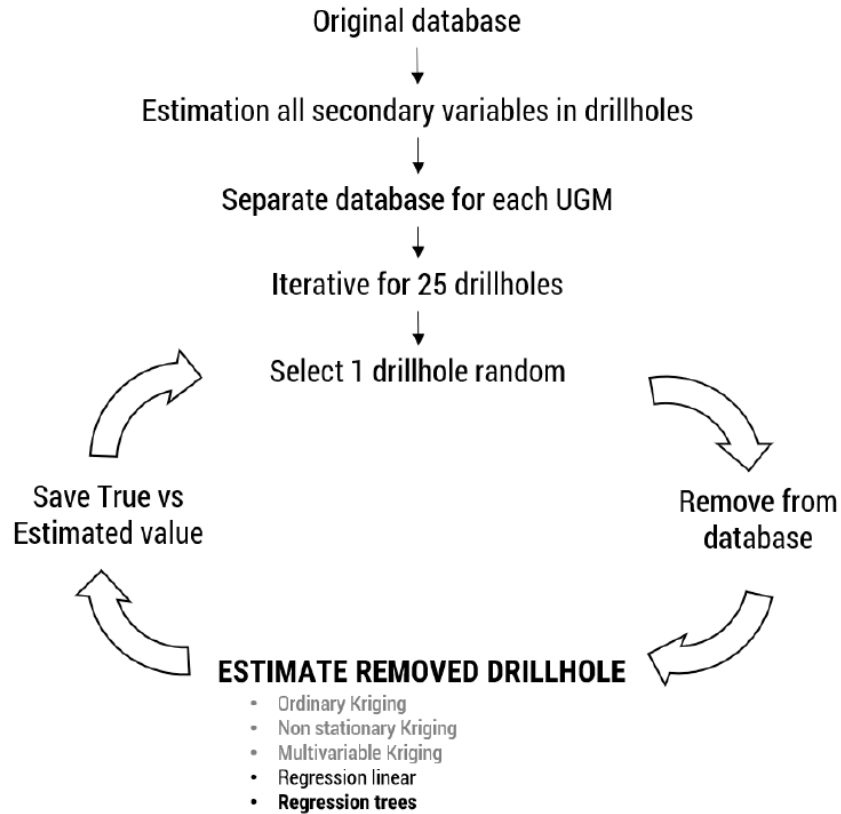 Original database
Estimation all secondary variables in drillholes
Separate database for each UGM
Iterative for 25 drillholes
Select 1 drillhole random
Remove from
database
ESTIMATE REMOVED DRILLHOLE
• Ordinary Kriging
• Non stationary Kriging
• Multivariable Kriging
• Regression linear
• Regression trees
Save True vs
Estimated value